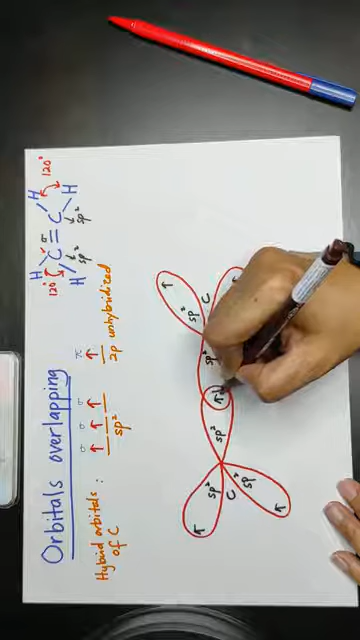 Orbitals overlapping
Hybrid orbitals : ↑ ↑ ↑ ↑
of C
σ σ σ π
sp² 2p unhybridized
H H
120° C = C 120°
σ
H H
sp² sp²
sp² C sp²
sp² sp²
sp² C